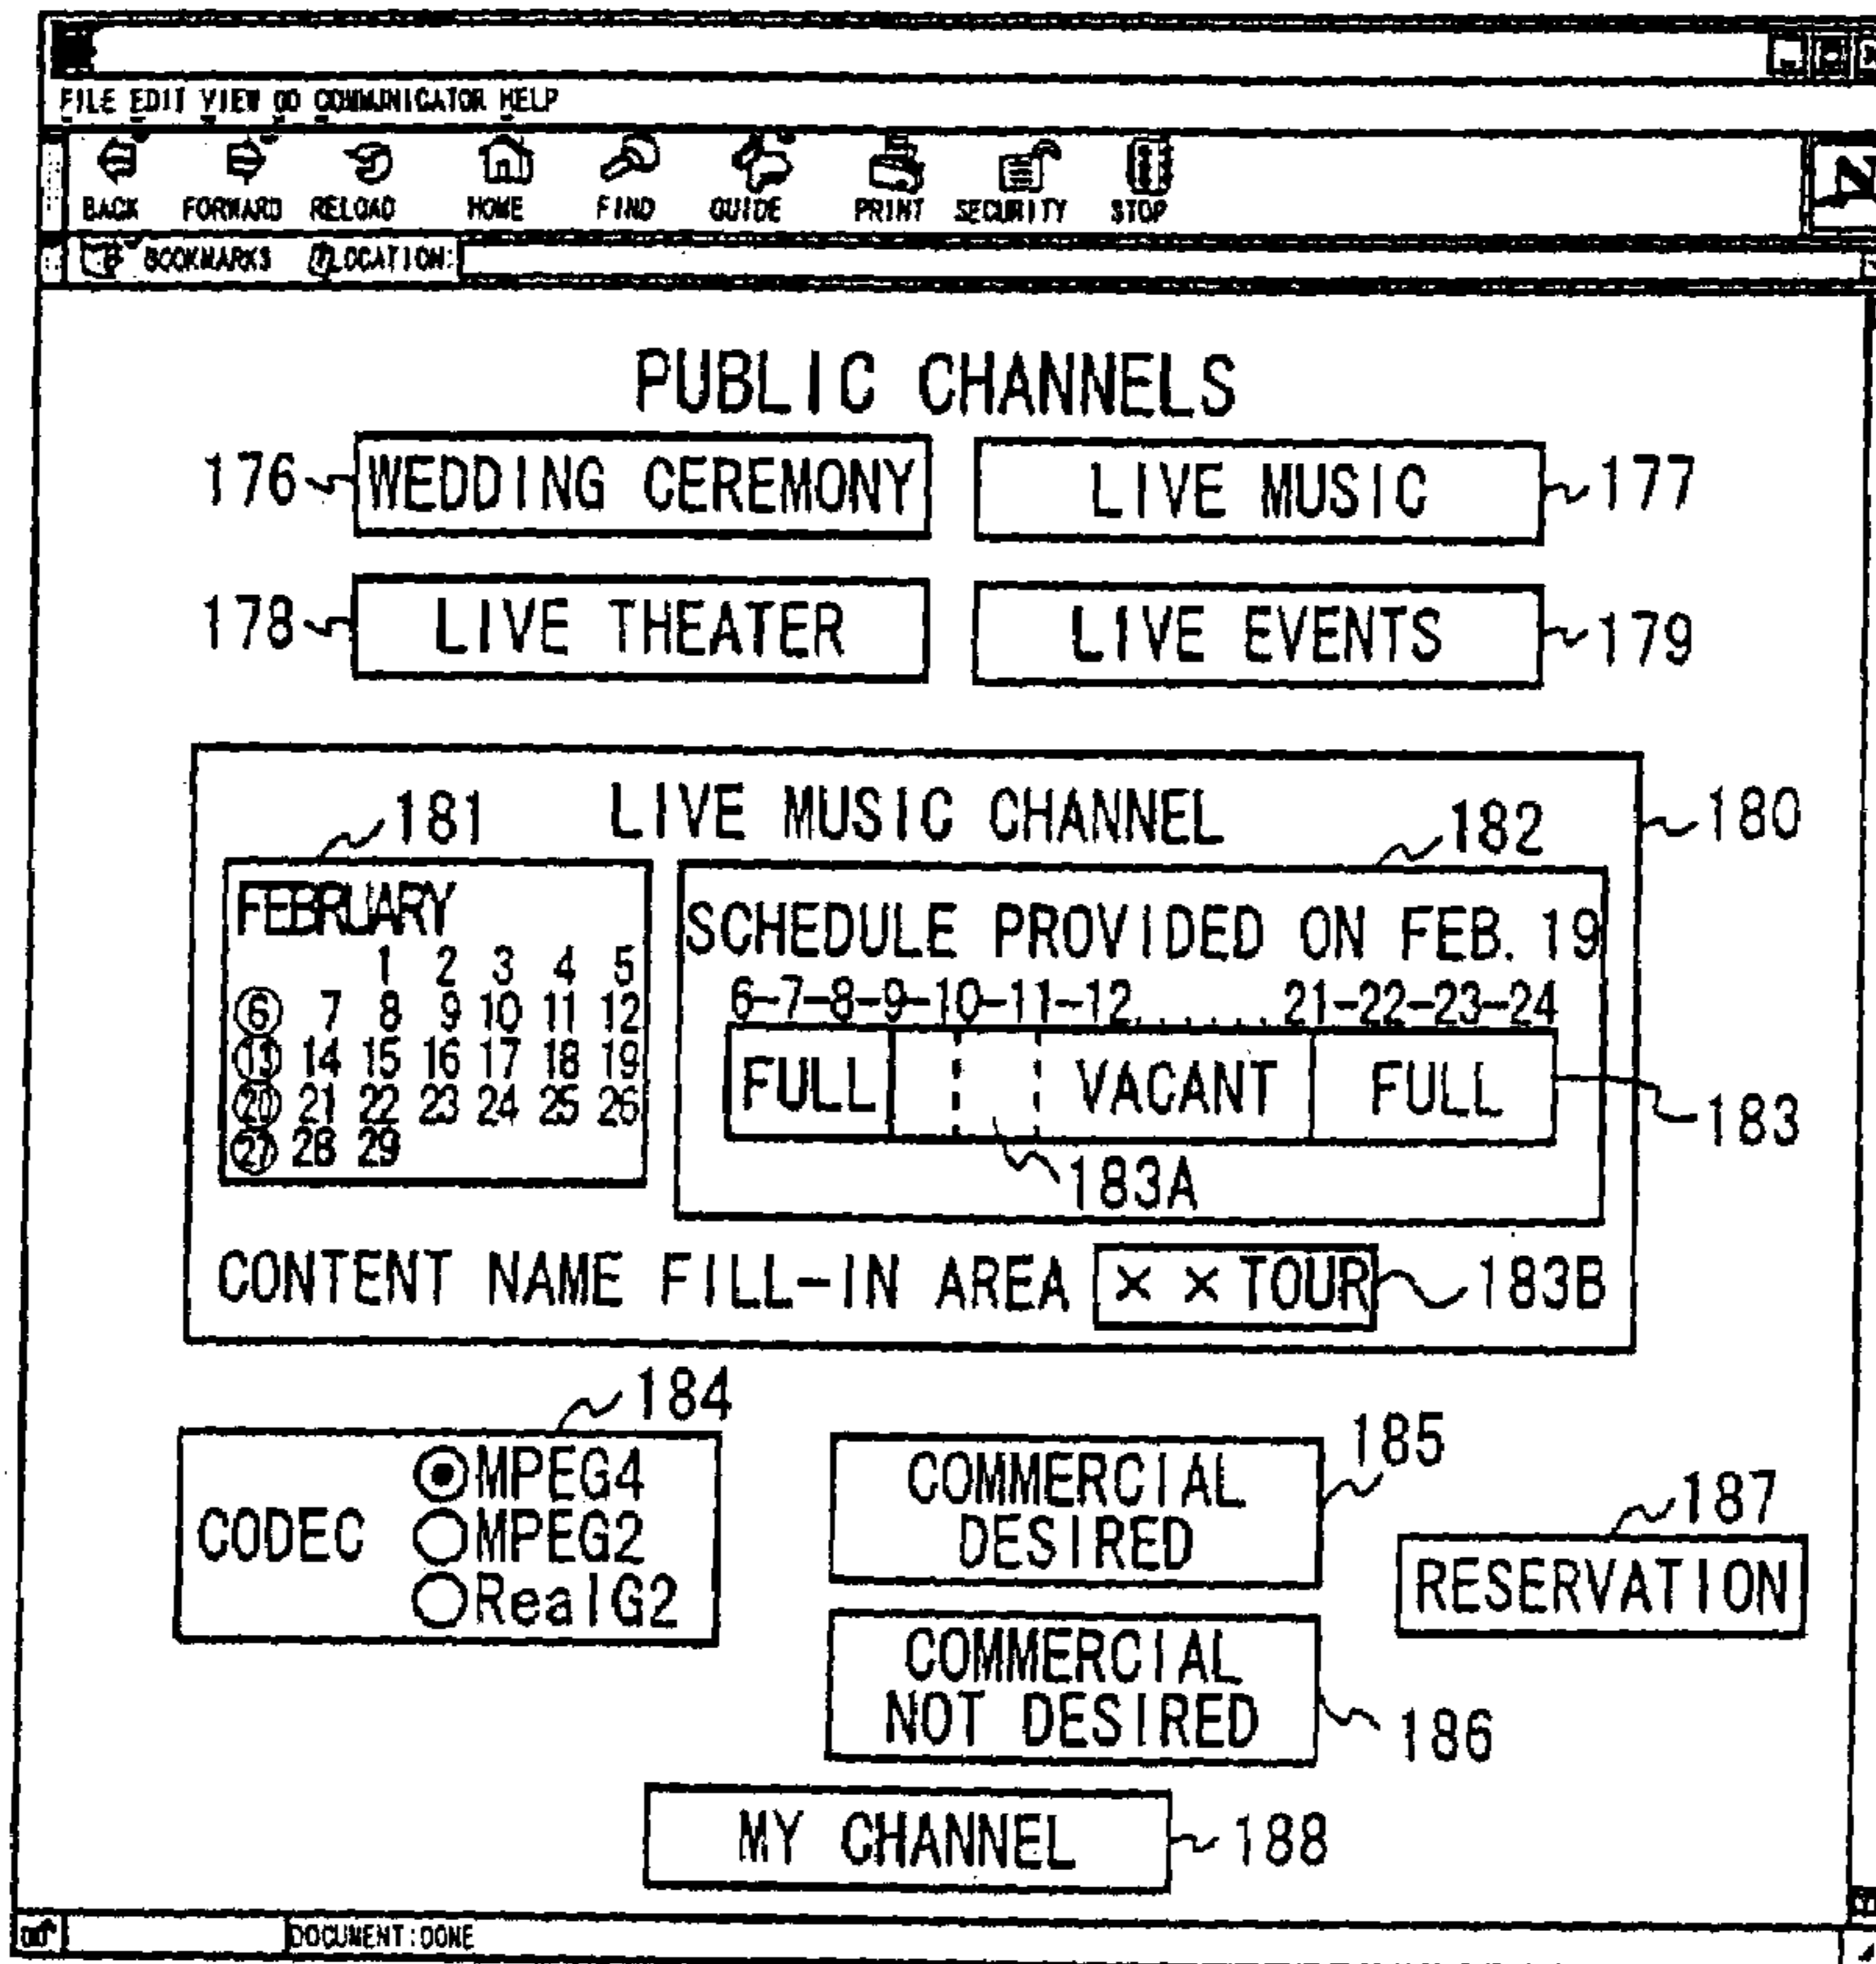 FILE EDIT VIEW GO COMMUNICATOR HELP
BACK FORWARD RELOAD HOME FIND GUIDE PRINT SECURITY STOP
BOOKMARKS LOCATION:
PUBLIC CHANNELS
176 WEDDING CEREMONY LIVE MUSIC 177
178 LIVE THEATER LIVE EVENTS 179
LIVE MUSIC CHANNEL 180
181
FEBRUARY
1 2 3 4 5
6 7 8 9 10 11 12
13 14 15 16 17 18 19
20 21 22 23 24 25 26
27 28 29
182
SCHEDULE PROVIDED ON FEB. 19
6-7-8-9-10-11-12......21-22-23-24
FULL VACANT FULL 183
183A
CONTENT NAME FILL-IN AREA ××TOUR 183B
184
CODEC
MPEG4
MPEG2
RealG2
COMMERCIAL
DESIRED
185
187
RESERVATION
COMMERCIAL
NOT DESIRED
186
MY CHANNEL 188
DOCUMENT:DONE